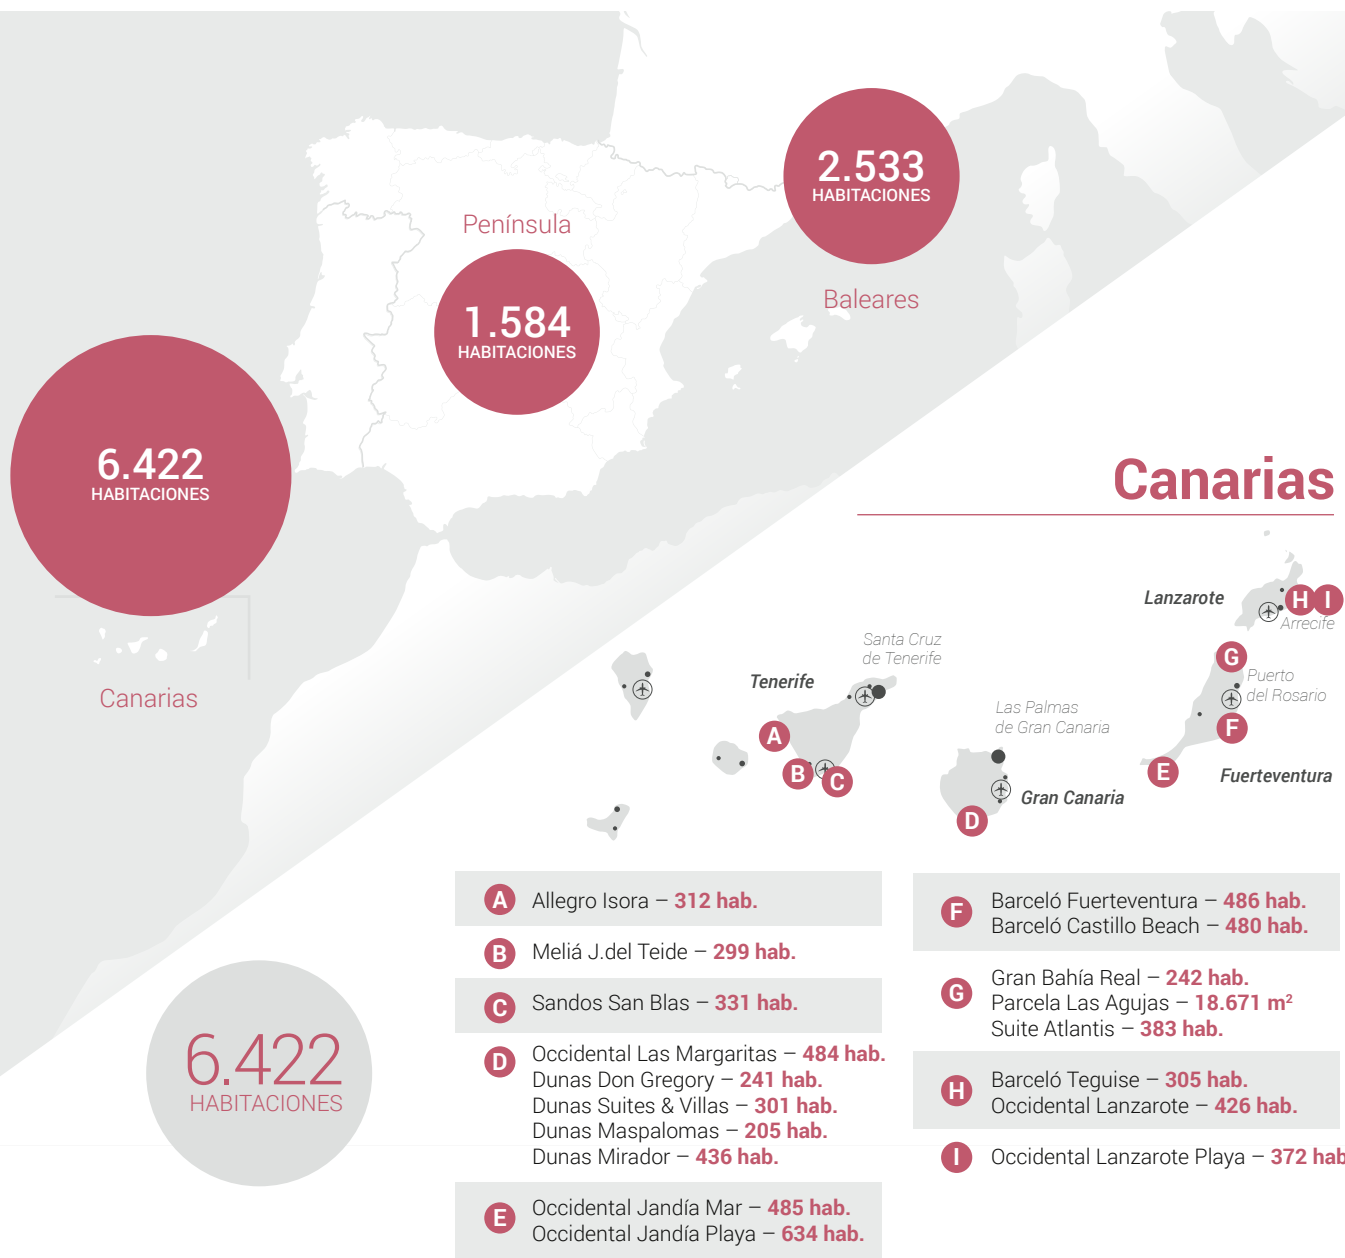 2.533
HABITACIONES
Baleares
Península
1.584
HABITACIONES
6.422
HABITACIONES
Canarias
Canarias
Lanzarote
H I
Arrecife
G
Puerto
del Rosario
F
E
Fuerteventura
Santa Cruz
de Tenerife
Tenerife
A
B
C
Las Palmas
de Gran Canaria
Gran Canaria
D
6.422
HABITACIONES
A Allegro Isora – 312 hab.
B Meliá J.del Teide – 299 hab.
C Sandos San Blas – 331 hab.
D Occidental Las Margaritas – 484 hab.
Dunas Don Gregory – 241 hab.
Dunas Suites & Villas – 301 hab.
Dunas Maspalomas – 205 hab.
Dunas Mirador – 436 hab.
E Occidental Jandía Mar – 485 hab.
Occidental Jandía Playa – 634 hab.
F Barceló Fuerteventura – 486 hab.
Barceló Castillo Beach – 480 hab.
G Gran Bahía Real – 242 hab.
Parcela Las Agujas – 18.671 m²
Suite Atlantis – 383 hab.
H Barceló Teguise – 305 hab.
Occidental Lanzarote – 426 hab.
I Occidental Lanzarote Playa – 372 hab